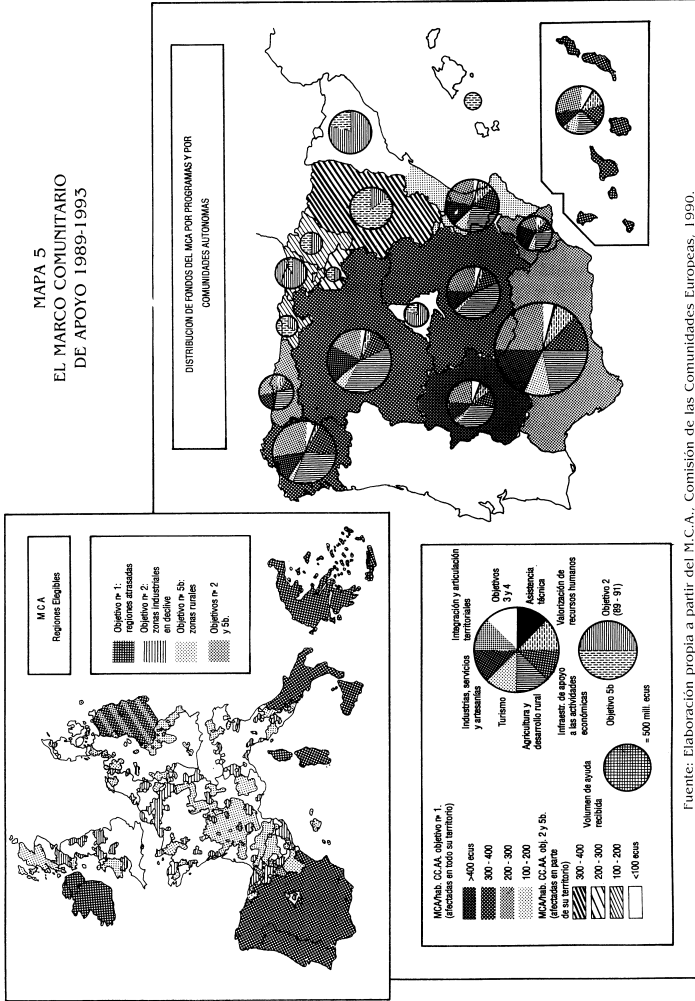 MAPA 5
EL MARCO COMUNITARIO
DE APOYO 1989-1993
M C A
Regiones Elegibles
Objetivo nº 1:
regiones atrasadas
Objetivo nº 2:
zonas industriales
en declive
Objetivo nº 5b:
zonas rurales
Objetivos nº 2
y 5b.
DISTRIBUCION DE FONDOS DEL MCA POR PROGRAMAS Y POR
COMUNIDADES AUTONOMAS
MCA/hab. CC.AA. objetivo nº 1.
(afectadas en todo su territorio)
>400 ecus
300 - 400
200 - 300
100 - 200
MCA/hab. CC.AA. obj. 2 y 5b.
(afectadas en parte
de su territorio)
300 - 400
200 - 300
100 - 200
<100 ecus
Industrias, servicios
y artesanías
Integración y articulación
territoriales
Turismo
Objetivos
3 y 4
Agricultura y
desarrollo rural
Asistencia
técnica
Infraestr. de apoyo
a las actividades
económicas
Valorización de
recursos humanos
Volumen de ayuda
recibida
= 500 mill. ecus
Objetivo 5b
Objetivo 2
(89 - 91)
Fuente: Elaboración propia a partir del M.C.A., Comisión de las Comunidades Europeas, 1990.